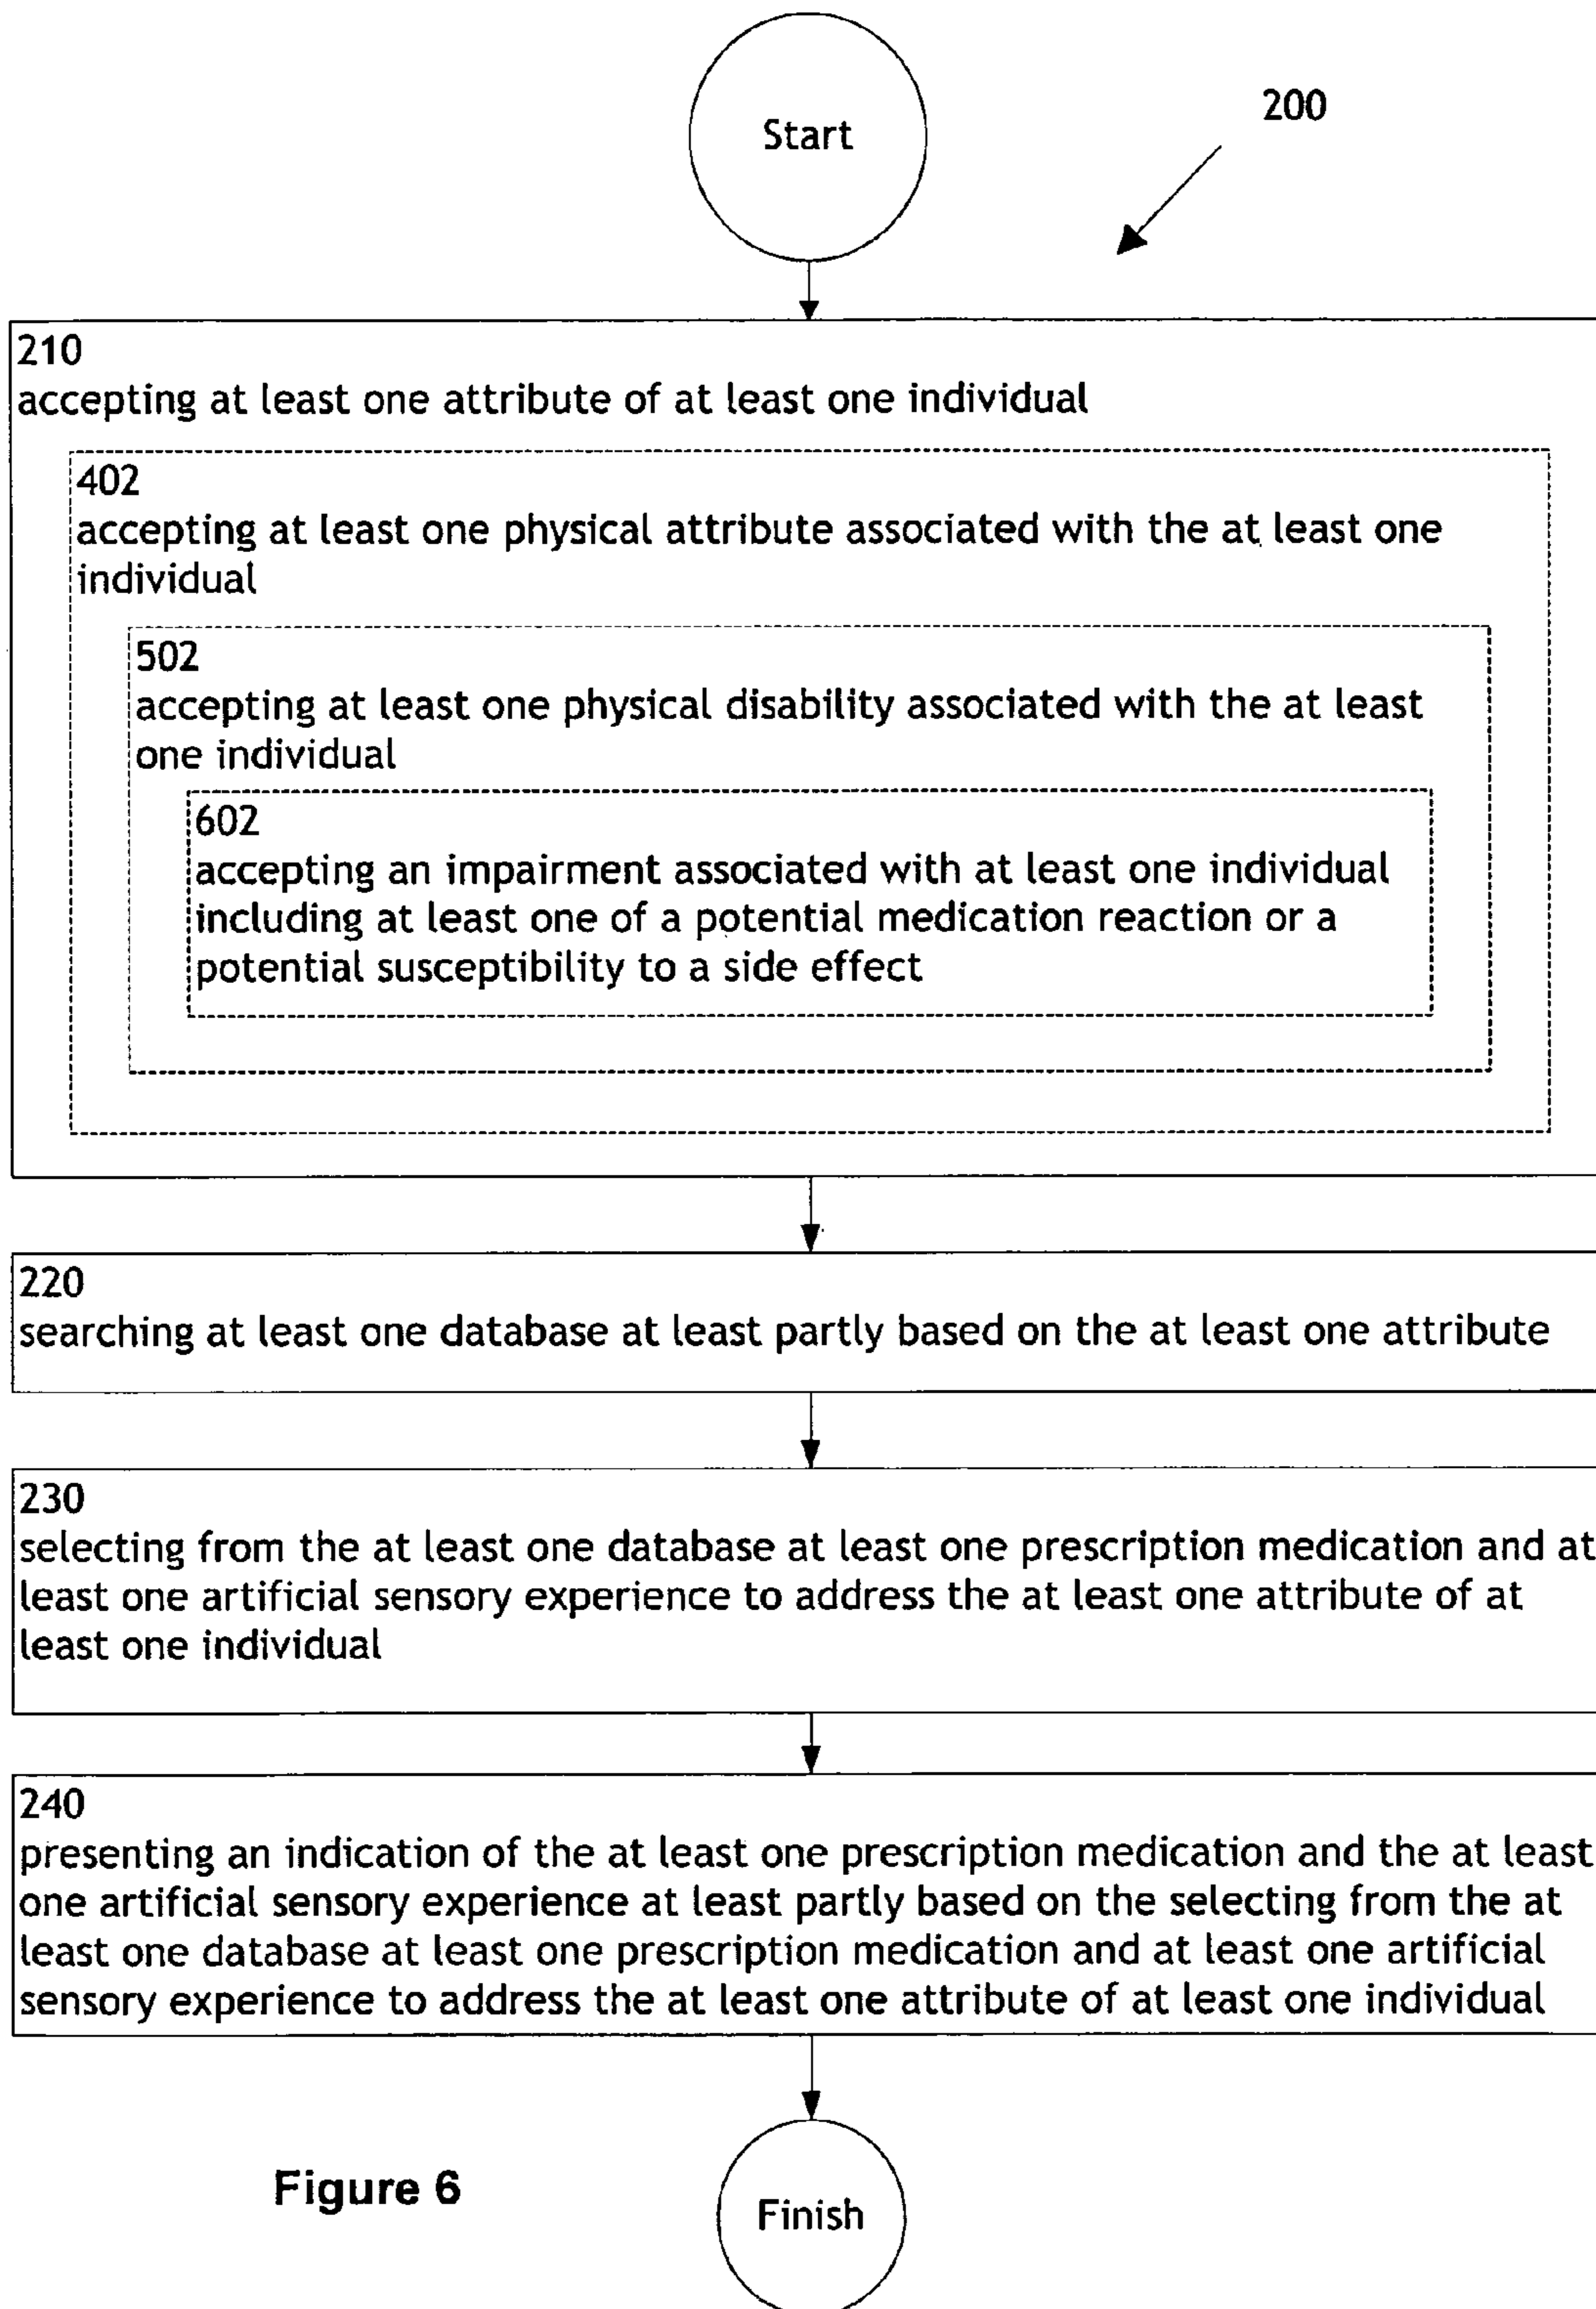 Start
200
210
accepting at least one attribute of at least one individual
402
accepting at least one physical attribute associated with the at least one
individual
502
accepting at least one physical disability associated with the at least
one individual
602
accepting an impairment associated with at least one individual
including at least one of a potential medication reaction or a
potential susceptibility to a side effect
220
searching at least one database at least partly based on the at least one attribute
230
selecting from the at least one database at least one prescription medication and at
least one artificial sensory experience to address the at least one attribute of at
least one individual
240
presenting an indication of the at least one prescription medication and the at least
one artificial sensory experience at least partly based on the selecting from the at
least one database at least one prescription medication and at least one artificial
sensory experience to address the at least one attribute of at least one individual
Figure 6
Finish